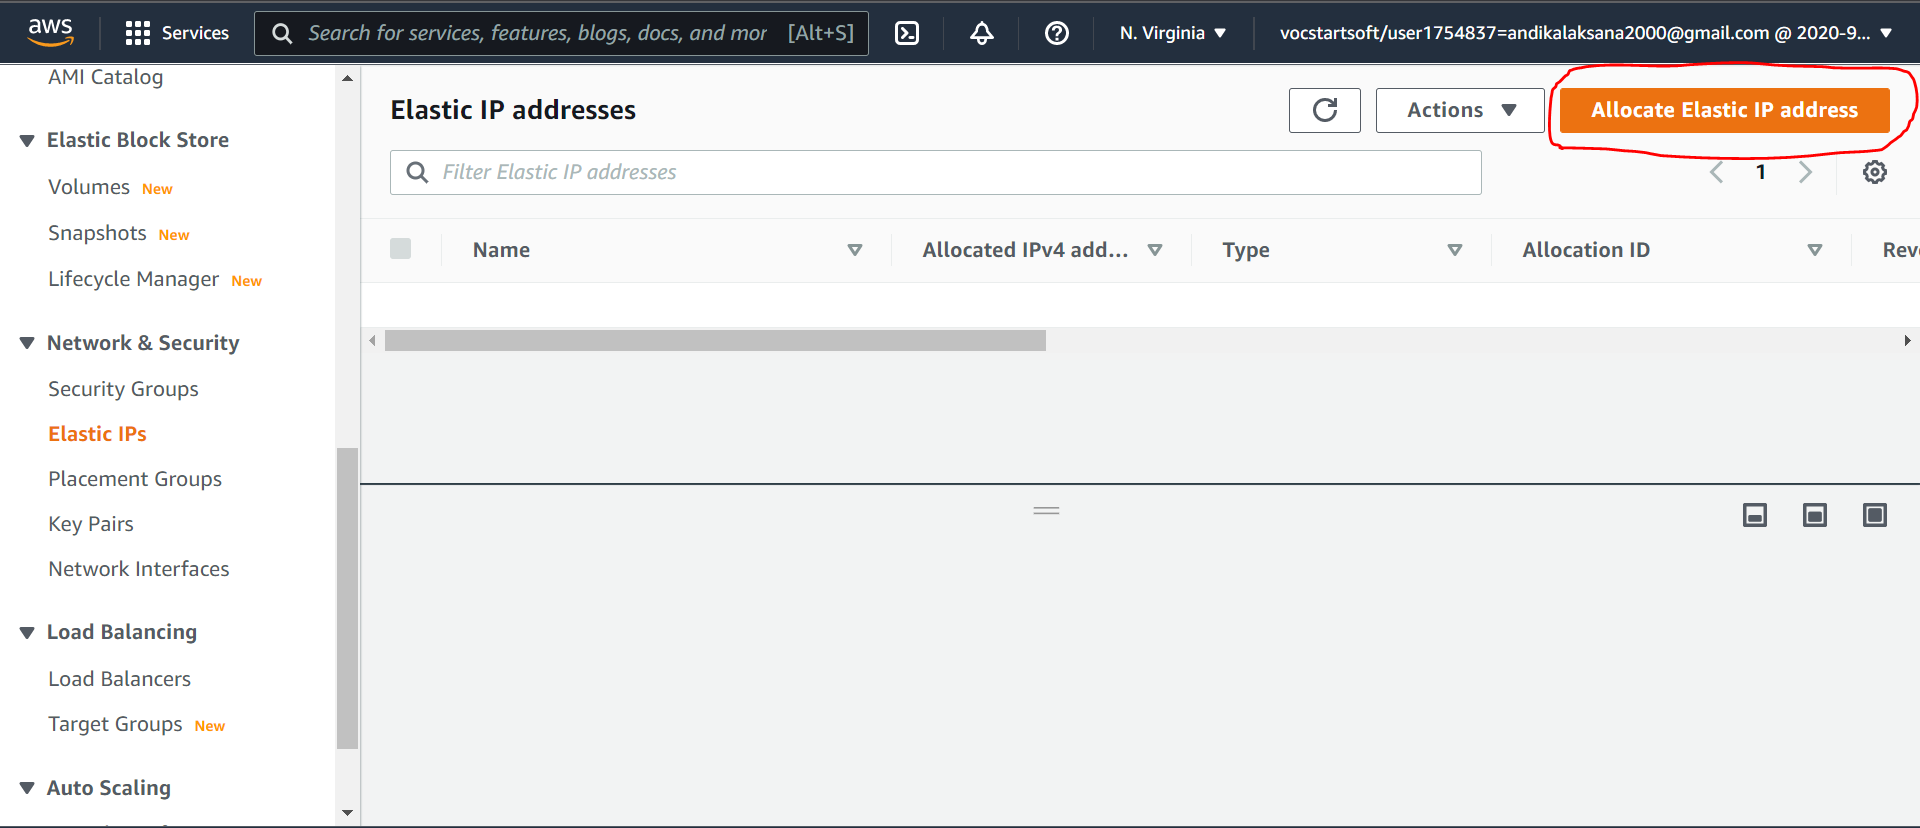 aws Services Search for services, features, blogs, docs, and mor [Alt+S] N. Virginia vocstartsoft/user1754837=andikalaksana2000@gmail.com @ 2020-9...
AMI Catalog
Elastic Block Store
Volumes New
Snapshots New
Lifecycle Manager New
Network & Security
Security Groups
Elastic IPs
Placement Groups
Key Pairs
Network Interfaces
Load Balancing
Load Balancers
Target Groups New
Auto Scaling
Elastic IP addresses Actions Allocate Elastic IP address
Filter Elastic IP addresses 1
Name Allocated IPv4 add... Type Allocation ID